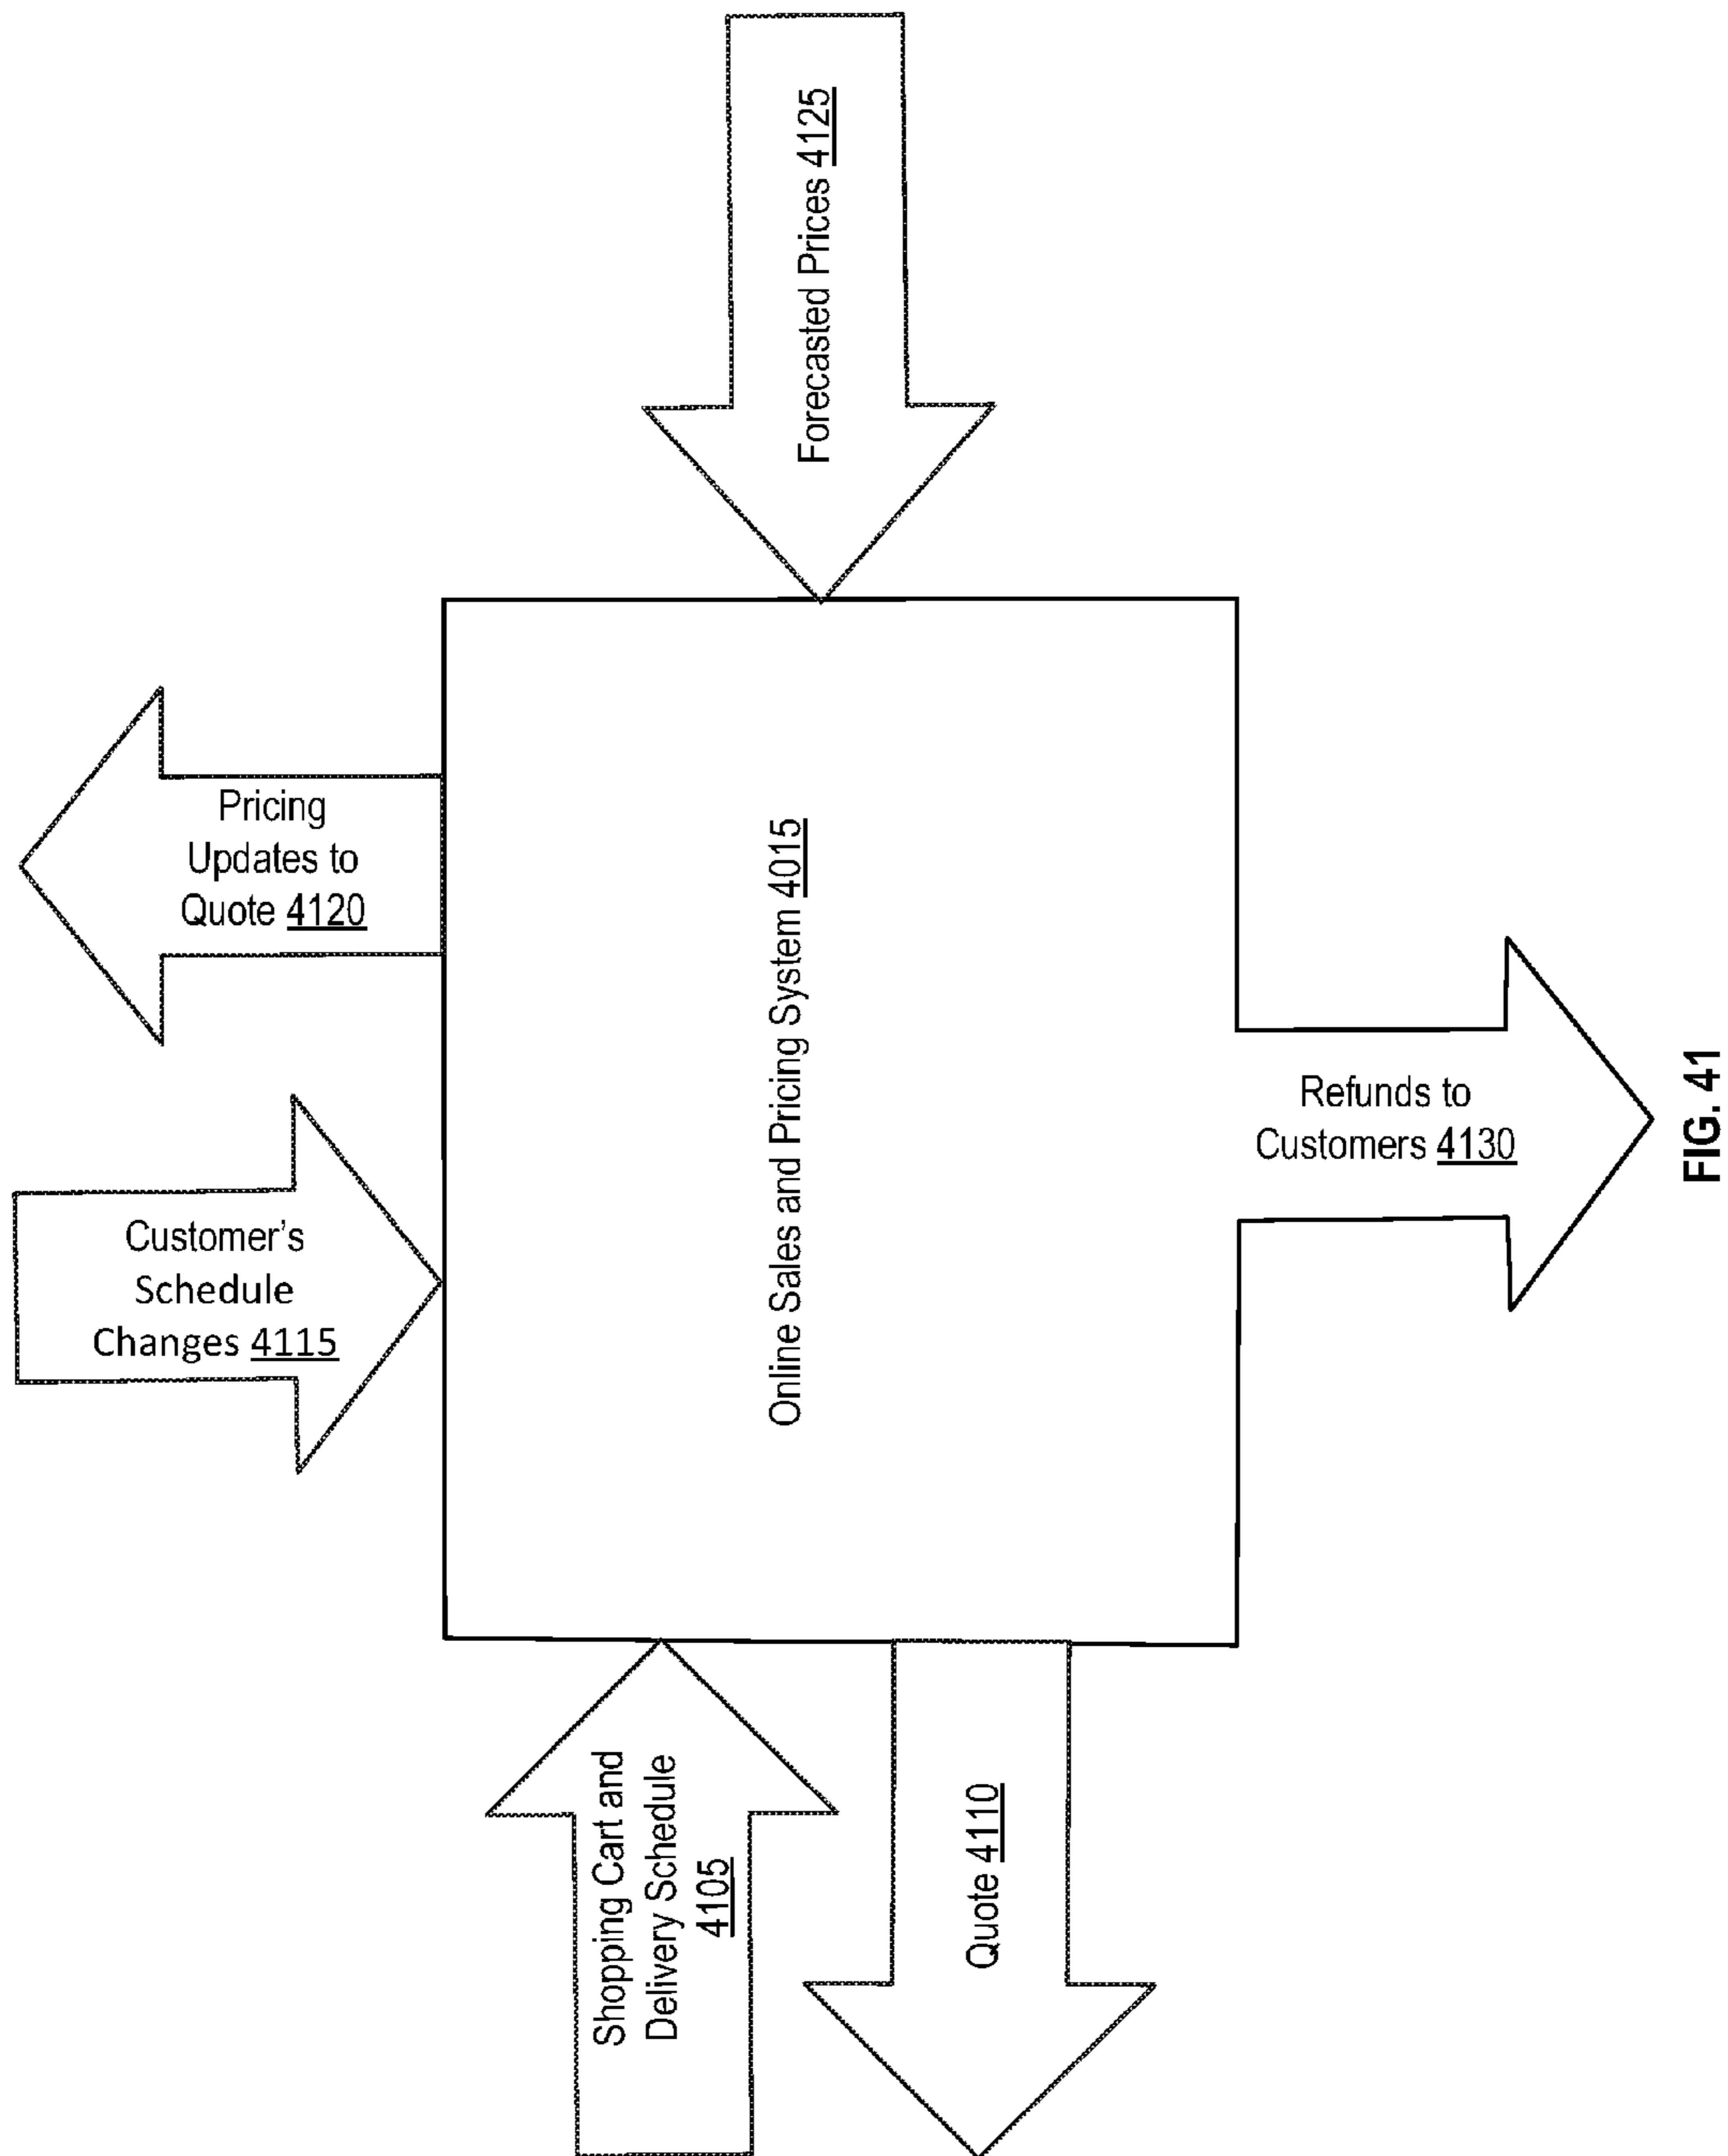 Pricing
Updates to
Quote 4120
Customer's
Schedule
Changes 4115
Forecasted Prices 4125
Online Sales and Pricing System 4015
Shopping Cart and
Delivery Schedule
4105
Quote 4110
Refunds to
Customers 4130
FIG. 41